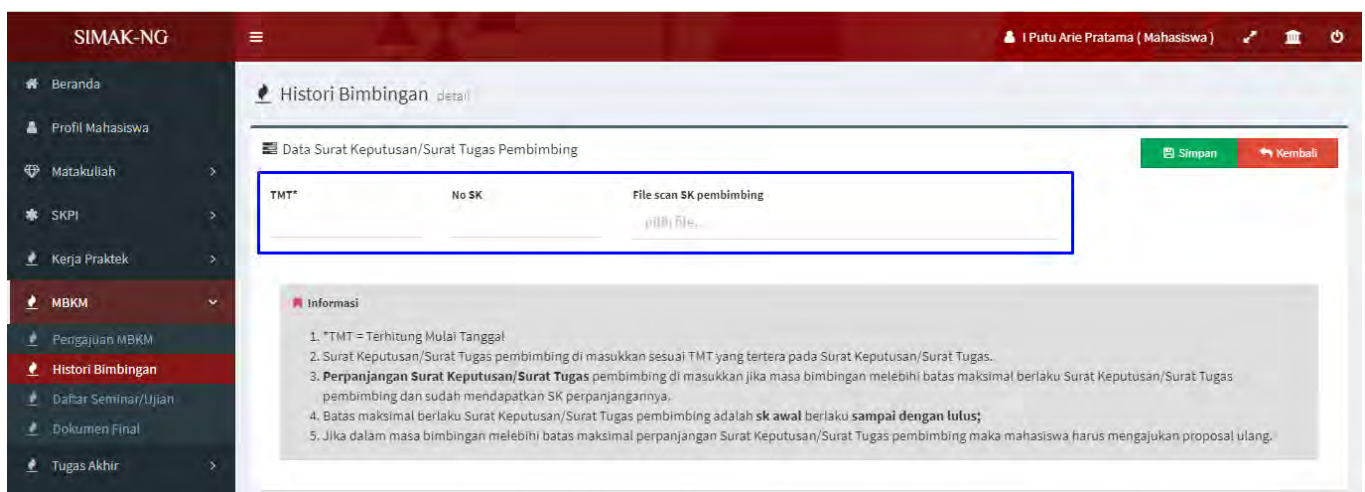 SIMAK-NG
I Putu Arie Pratama ( Mahasiswa )
Beranda
Profil Mahasiswa
Matakuliah
SKPI
Kerja Praktek
MBKM
Pengajuan MBKM
Histori Bimbingan
Daftar Seminar/Ujian
Dokumen Final
Tugas Akhir
Histori Bimbingan detail
Data Surat Keputusan/Surat Tugas Pembimbing
Simpan
Kembali
TMT*
No SK
File scan SK pembimbing
pilih file...
Informasi
1. *TMT = Terhitung Mulai Tanggal
2. Surat Keputusan/Surat Tugas pembimbing di masukkan sesuai TMT yang tertera pada Surat Keputusan/Surat Tugas.
3. Perpanjangan Surat Keputusan/Surat Tugas pembimbing di masukkan jika masa bimbingan melebihi batas maksimal berlaku Surat Keputusan/Surat Tugas
pembimbing dan sudah mendapatkan SK perpanjangannya.
4. Batas maksimal berlaku Surat Keputusan/Surat Tugas pembimbing adalah sk awal berlaku sampai dengan lulus;
5. Jika dalam masa bimbingan melebihi batas maksimal perpanjangan Surat Keputusan/Surat Tugas pembimbing maka mahasiswa harus mengajukan proposal ulang.